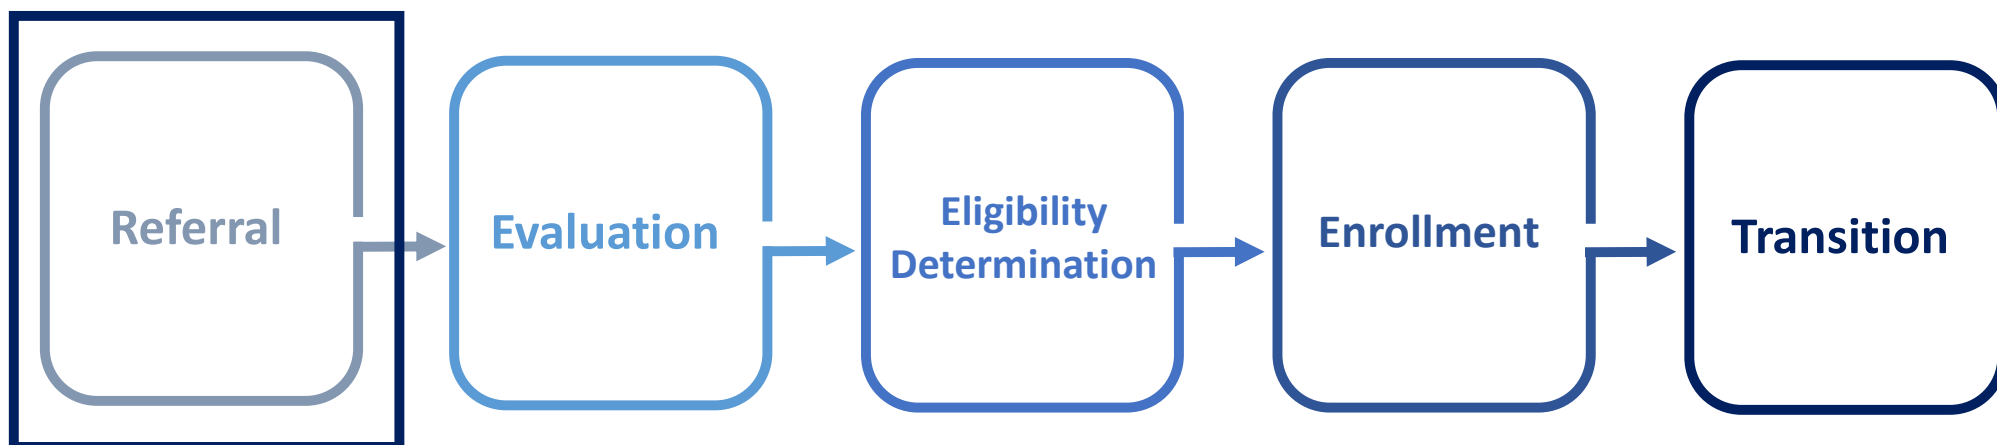 Referral
Evaluation
Eligibility
Determination
Enrollment
Transition